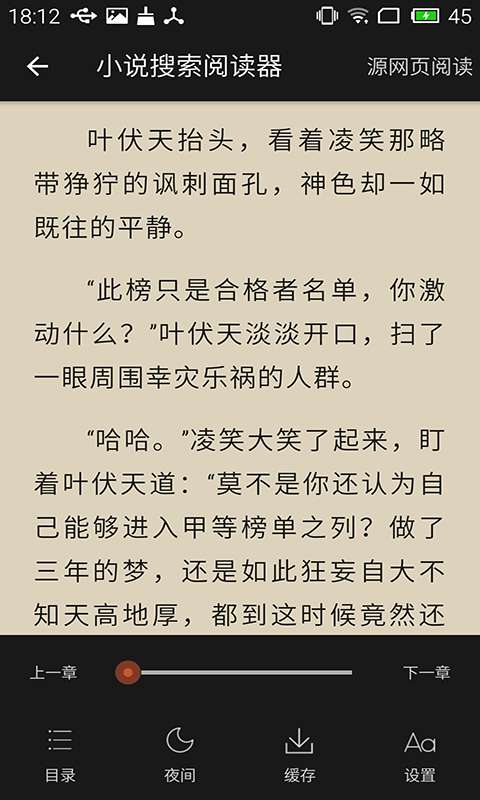 18:12 45
小说搜索阅读器 源网页阅读
叶伏天抬头，看着凌笑那略
带狰狞的讽刺面孔，神色却一如
既往的平静。
“此榜只是合格者名单，你激
动什么？”叶伏天淡淡开口，扫了
一眼周围幸灾乐祸的人群。
“哈哈。”凌笑大笑了起来，盯
着叶伏天道：“莫不是你还认为自
己能够进入甲等榜单之列？做了
三年的梦，还是如此狂妄自大不
知天高地厚，都到这时候竟然还
上一章 下一章
Aa
目录 夜间 缓存 设置